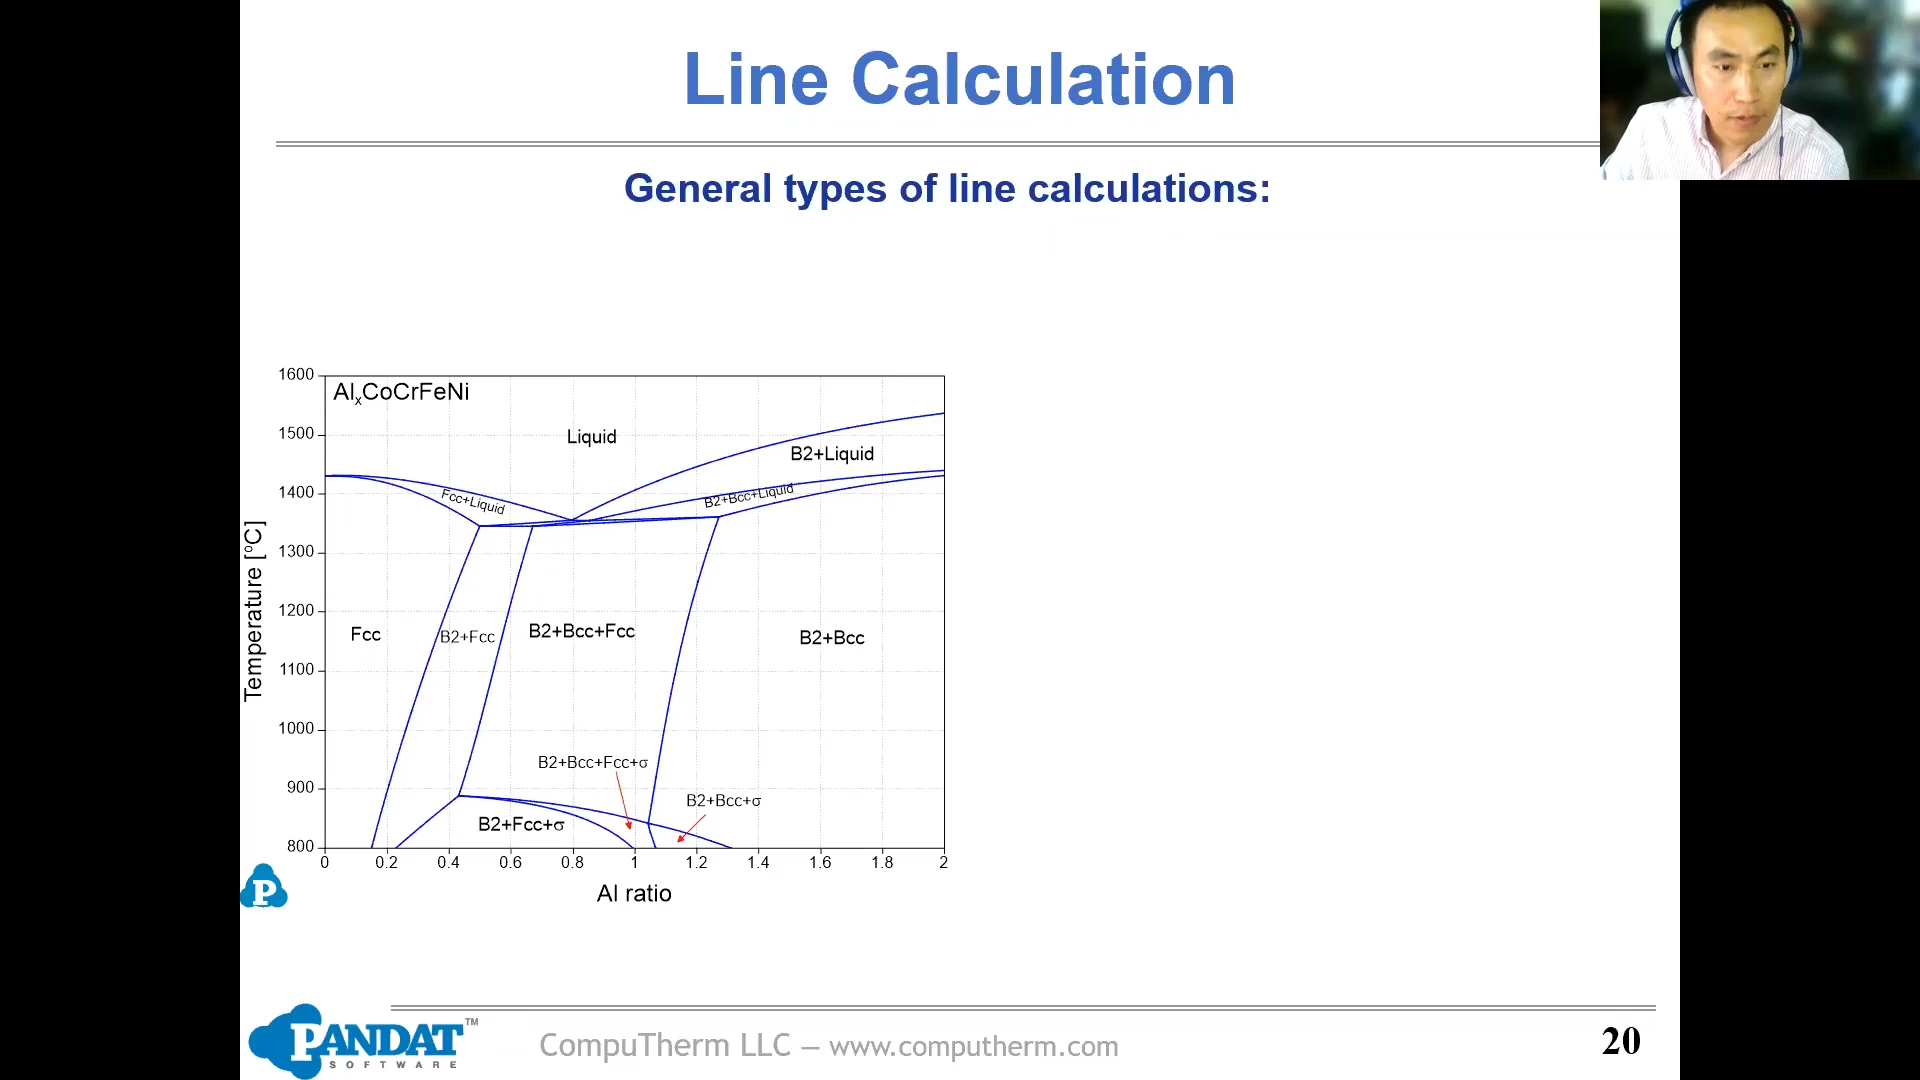 Line Calculation
General types of line calculations:
1600
AlxCoCrFeNi
1500
Liquid
B2+Liquid
1400
Fcc+Liquid
B2+Bcc+Liquid
1300
Temperature [ºC]
1200
Fcc
B2+Fcc
B2+Bcc+Fcc
B2+Bcc
1100
1000
B2+Bcc+Fcc+σ
900
B2+Bcc+σ
B2+Fcc+σ
800
0 0.2 0.4 0.6 0.8 1 1.2 1.4 1.6 1.8 2
Al ratio
P
PANDAT™
SOFTWARE
CompuTherm LLC – www.computherm.com
20